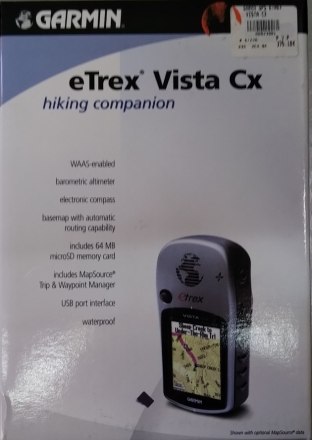 GARMIN
eTrex® Vista Cx
hiking companion
WAAS-enabled
barometric altimeter
electronic compass
basemap with automatic
routing capability
includes 64 MB
microSD memory card
includes MapSource®
Trip & Waypoint Manager
USB port interface
waterproof
eTrex
VISTA
GARMIN
Shown with optional MapSource® data